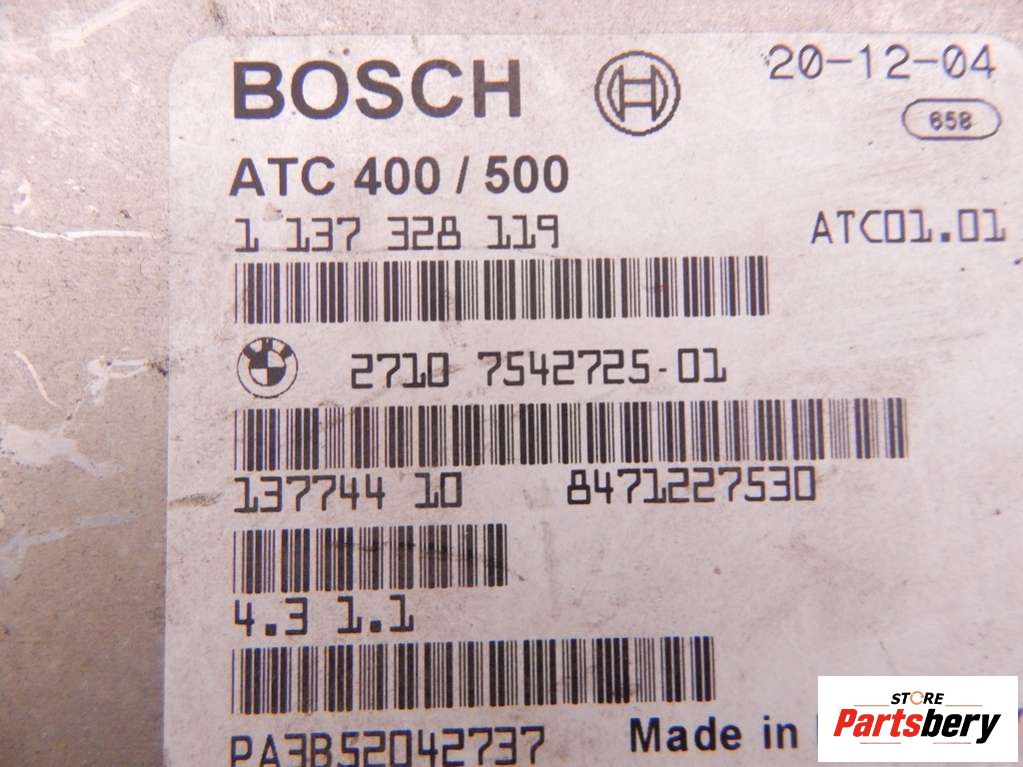 BOSCH 20-12-04
658
ATC 400 / 500
1 137 328 119 ATC01.01
2710 7542725-01
137744 10 8471227530
4.3 1.1
PA3B52042737 Made in
STORE
Partsbery